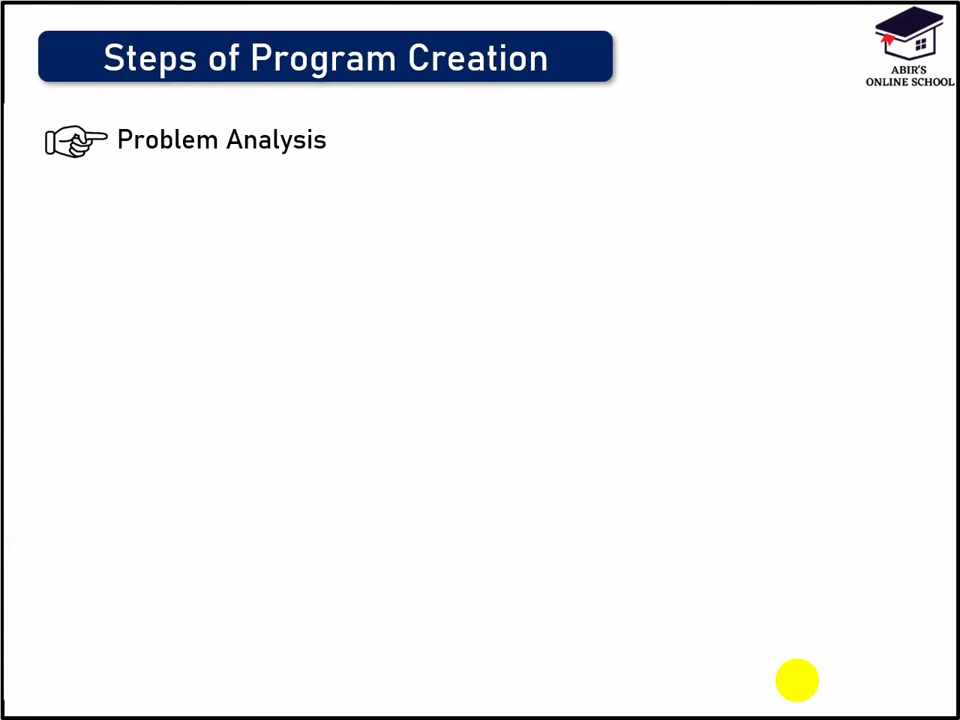 Steps of Program Creation
ABIR'S
ONLINE SCHOOL
Problem Analysis